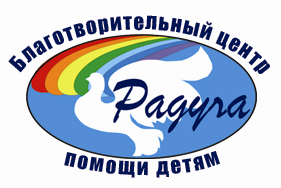 Благотворительный центр
Радуга
помощи детям